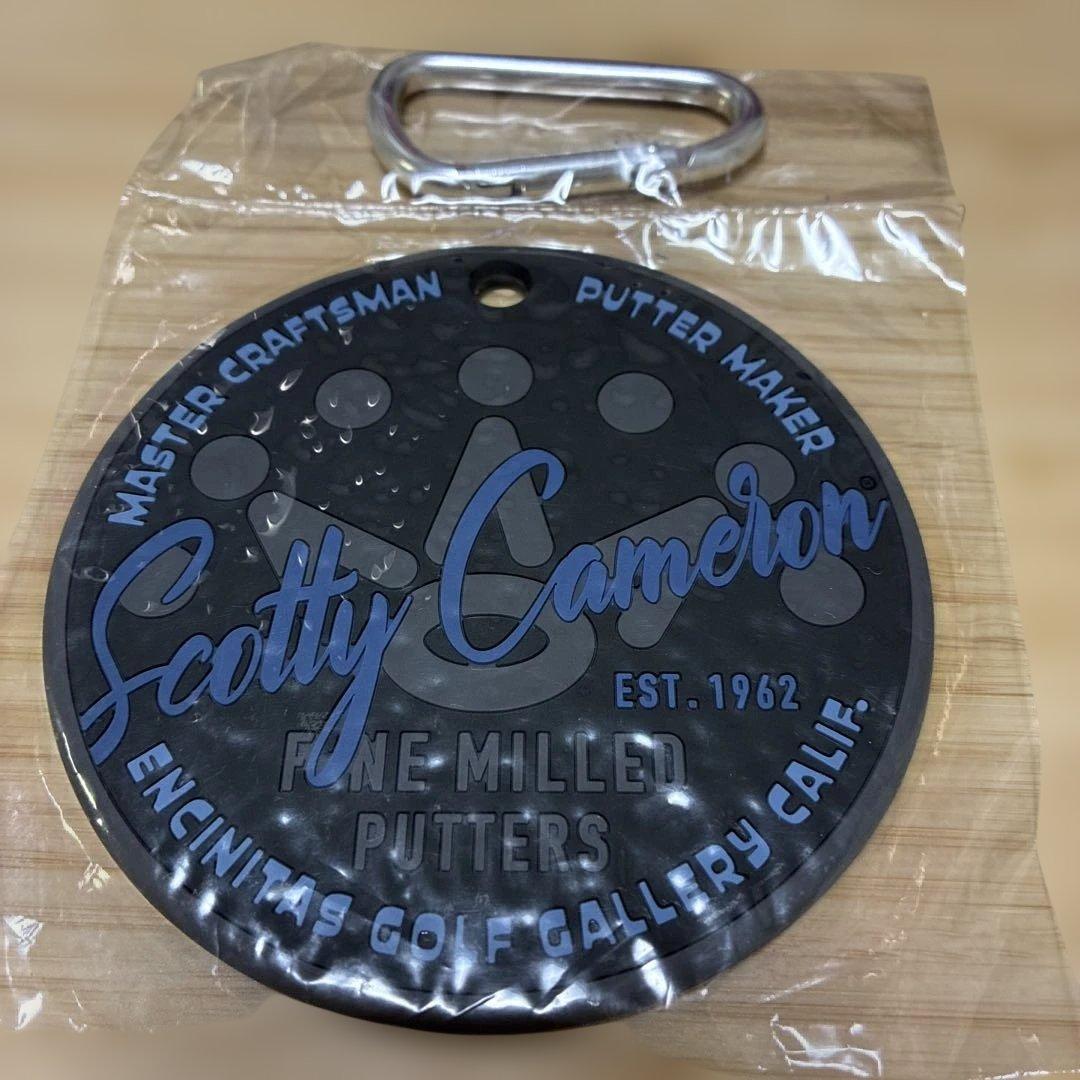 MASTER CRAFTSMAN
PUTTER MAKER
Scotty Cameron®
EST. 1962
FINE MILLED
PUTTERS
ENCINITAS GOLF GALLERY CALIF.